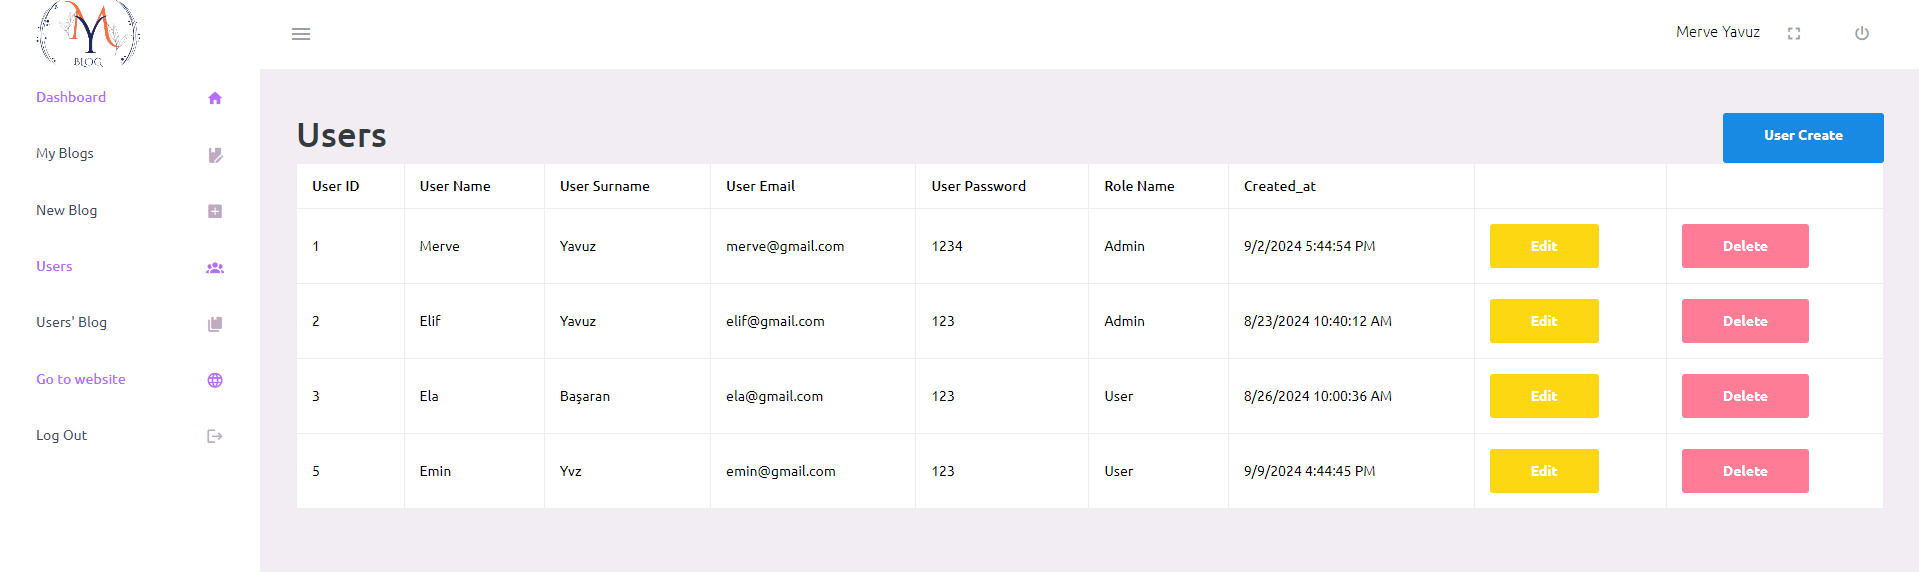 MY
BLOG
Merve Yavuz
Dashboard
My Blogs
New Blog
Users
Users' Blog
Go to website
Log Out
Users
User Create
User ID User Name User Surname User Email User Password Role Name Created_at
1 Merve Yavuz merve@gmail.com 1234 Admin 9/2/2024 5:44:54 PM Edit Delete
2 Elif Yavuz elif@gmail.com 123 Admin 8/23/2024 10:40:12 AM Edit Delete
3 Ela Başaran ela@gmail.com 123 User 8/26/2024 10:00:36 AM Edit Delete
5 Emin Yvz emin@gmail.com 123 User 9/9/2024 4:44:45 PM Edit Delete